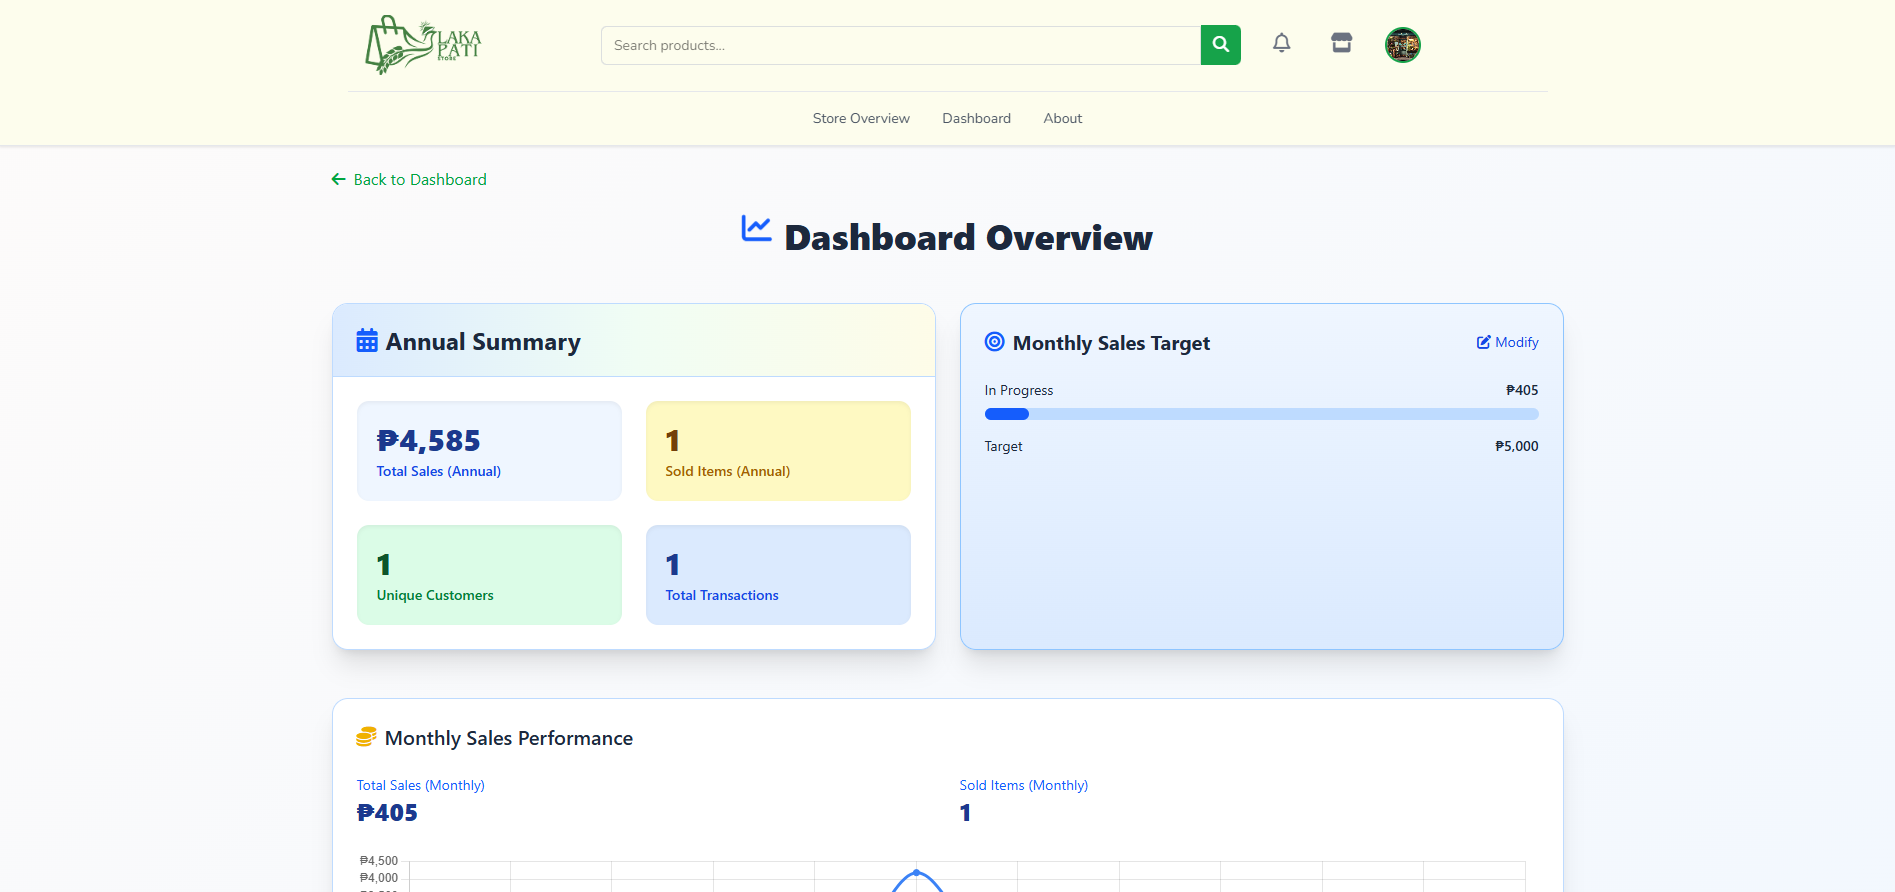 LAKA
PATI
STORE
Search products...
Store Overview
Dashboard
About
Back to Dashboard
Dashboard Overview
Annual Summary
₱4,585
Total Sales (Annual)
1
Sold Items (Annual)
1
Unique Customers
1
Total Transactions
Monthly Sales Target
Modify
In Progress
₱405
Target
₱5,000
Monthly Sales Performance
Total Sales (Monthly)
₱405
Sold Items (Monthly)
1
₱4,500
₱4,000